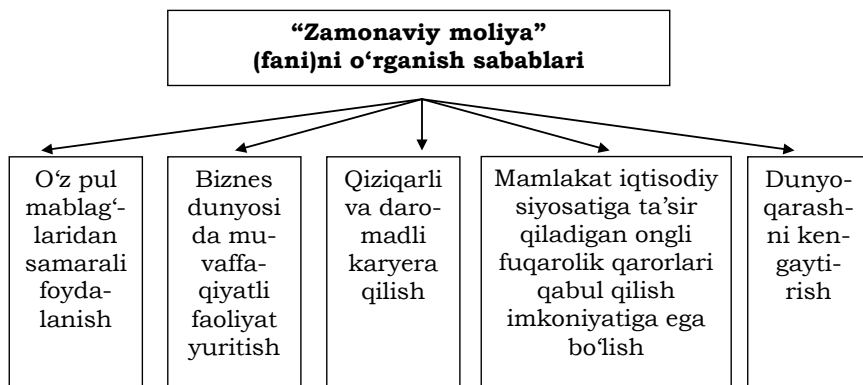 “Zamonaviy moliya”
(fani)ni o‘rganish sabablari
O‘z pul
mablag‘-
laridan
samarali
foyda-
lanish
Biznes
dunyosi
da mu-
vaffa-
qiyatli
faoliyat
yuritish
Qiziqarli
va daro-
madli
karyera
qilish
Mamlakat iqtisodiy
siyosatiga ta’sir
qiladigan ongli
fuqarolik qarorlari
qabul qilish
imkoniyatiga ega
bo‘lish
Dunyo-
qarash-
ni ken-
gayti-
rish